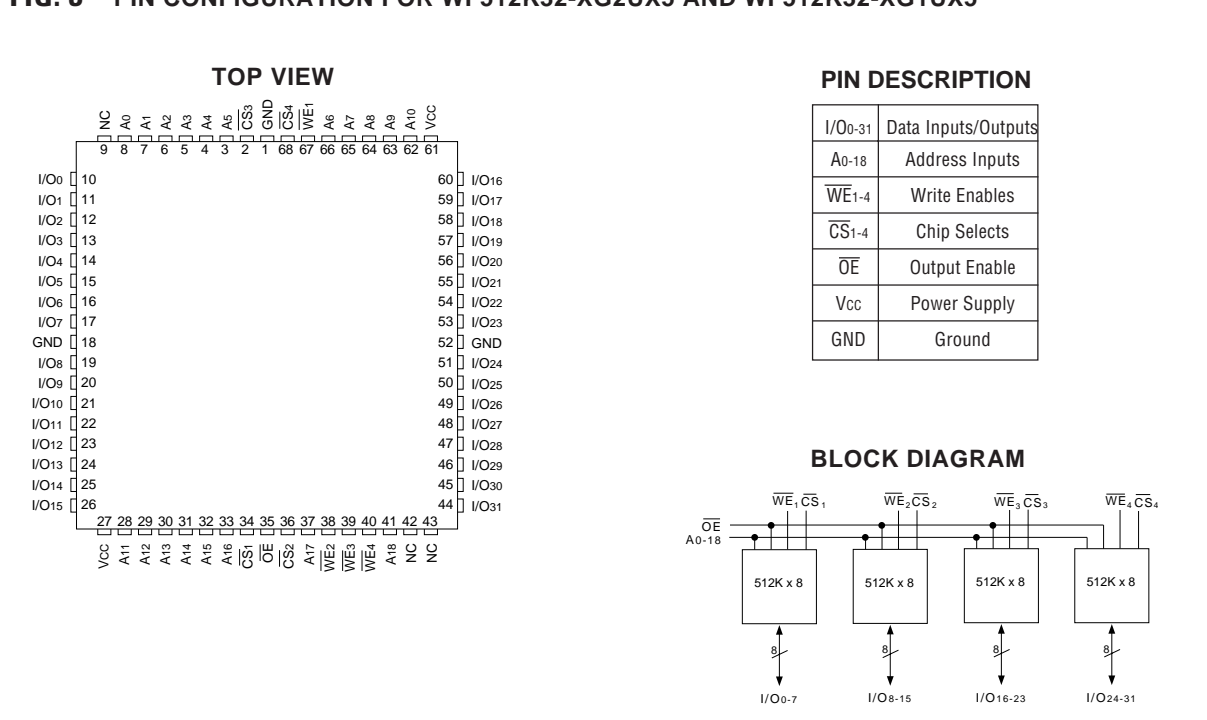 FIG. 3 PIN CONFIGURATION FOR WF512K32-XG2UX5 AND WF512K32-XG1UX5
TOP VIEW
NC A0 A1 A2 A3 A4 A5 CS3 GND CS4 WE1 A6 A7 A8 A9 A10 VCC
9 8 7 6 5 4 3 2 1 68 67 66 65 64 63 62 61
I/O0 10 60 I/O16
I/O1 11 59 I/O17
I/O2 12 58 I/O18
I/O3 13 57 I/O19
I/O4 14 56 I/O20
I/O5 15 55 I/O21
I/O6 16 54 I/O22
I/O7 17 53 I/O23
GND 18 52 GND
I/O8 19 51 I/O24
I/O9 20 50 I/O25
I/O10 21 49 I/O26
I/O11 22 48 I/O27
I/O12 23 47 I/O28
I/O13 24 46 I/O29
I/O14 25 45 I/O30
I/O15 26 44 I/O31
27 28 29 30 31 32 33 34 35 36 37 38 39 40 41 42 43
VCC A11 A12 A13 A14 A15 A16 CS1 OE CS2 A17 WE2 WE3 WE4 A18 NC NC
PIN DESCRIPTION
I/O0-31 Data Inputs/Outputs
A0-18 Address Inputs
WE1-4 Write Enables
CS1-4 Chip Selects
OE Output Enable
VCC Power Supply
GND Ground
BLOCK DIAGRAM
WE1 CS1 WE2 CS2 WE3 CS3 WE4 CS4
OE
A0-18
512K x 8 512K x 8 512K x 8 512K x 8
8 8 8 8
I/O0-7 I/O8-15 I/O16-23 I/O24-31